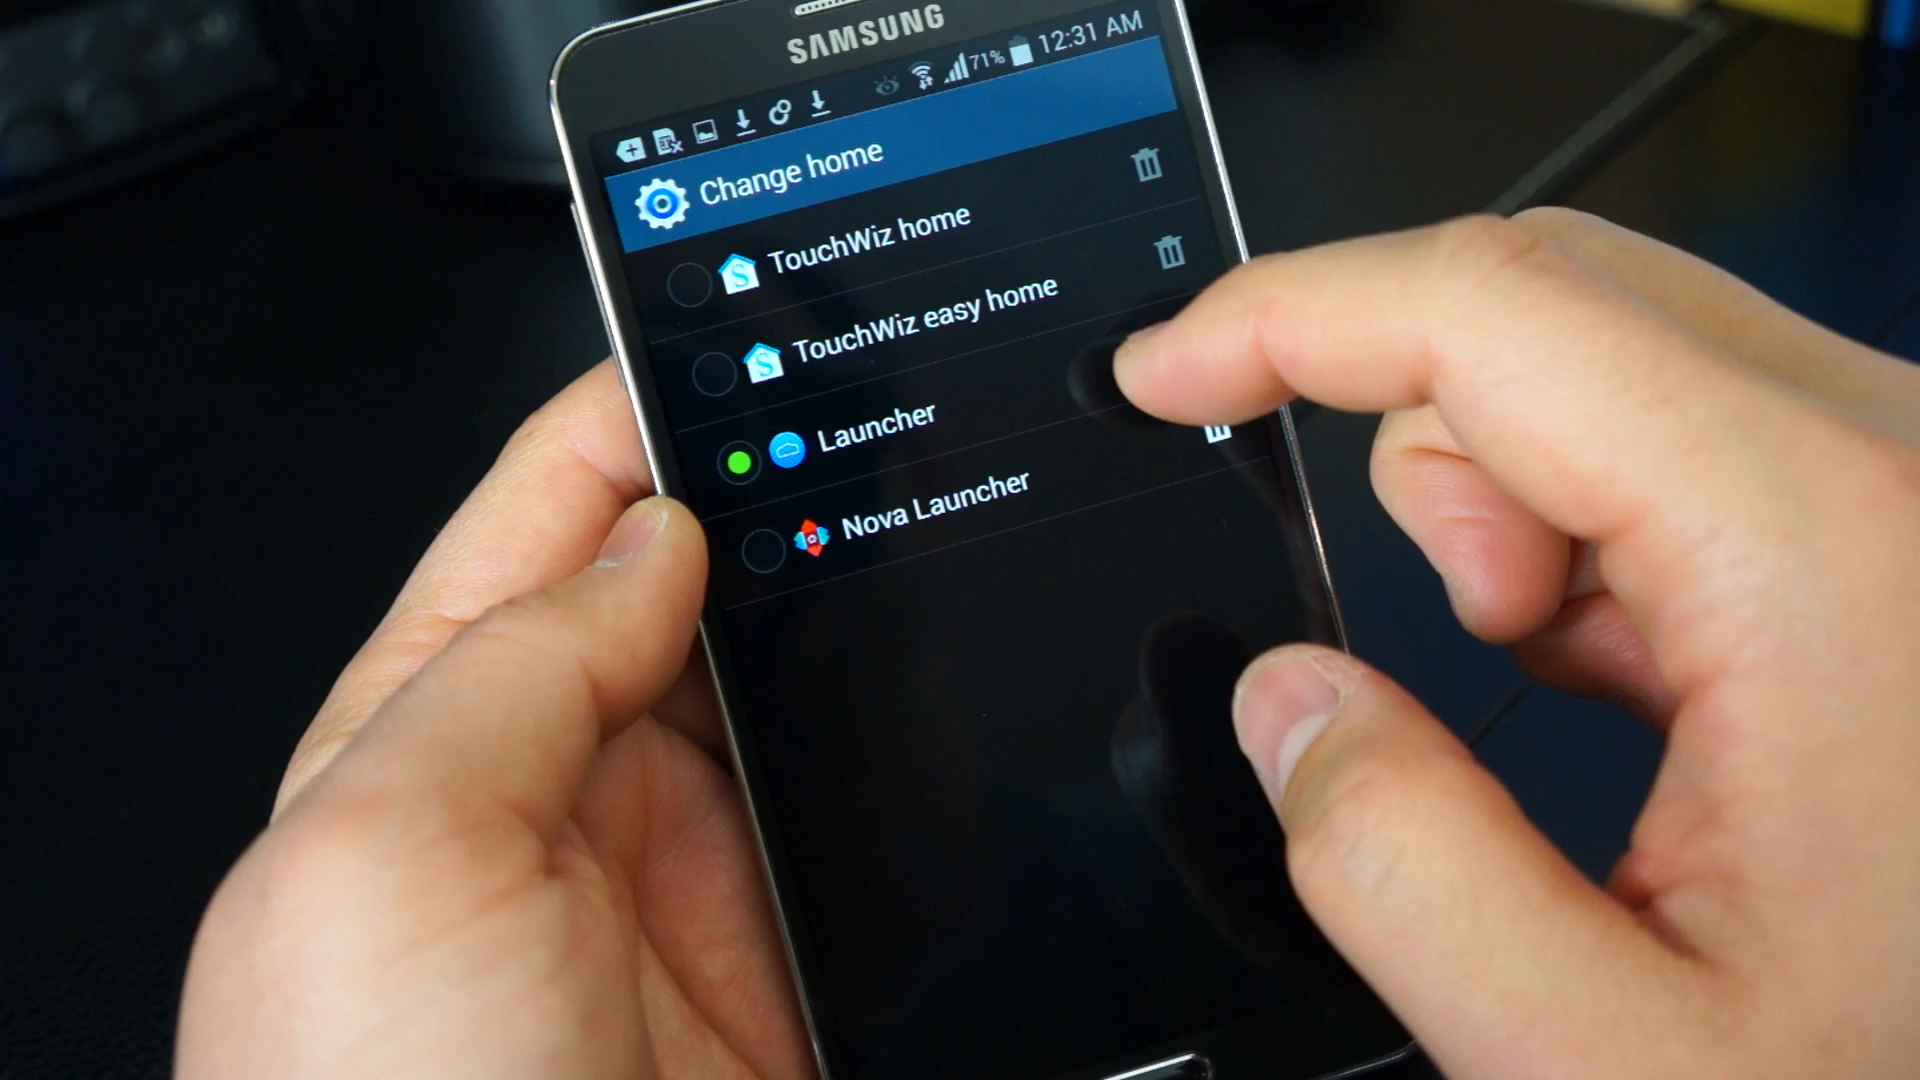 SAMSUNG
71% 12:31 AM
Change home
TouchWiz home
TouchWiz easy home
Launcher
Nova Launcher